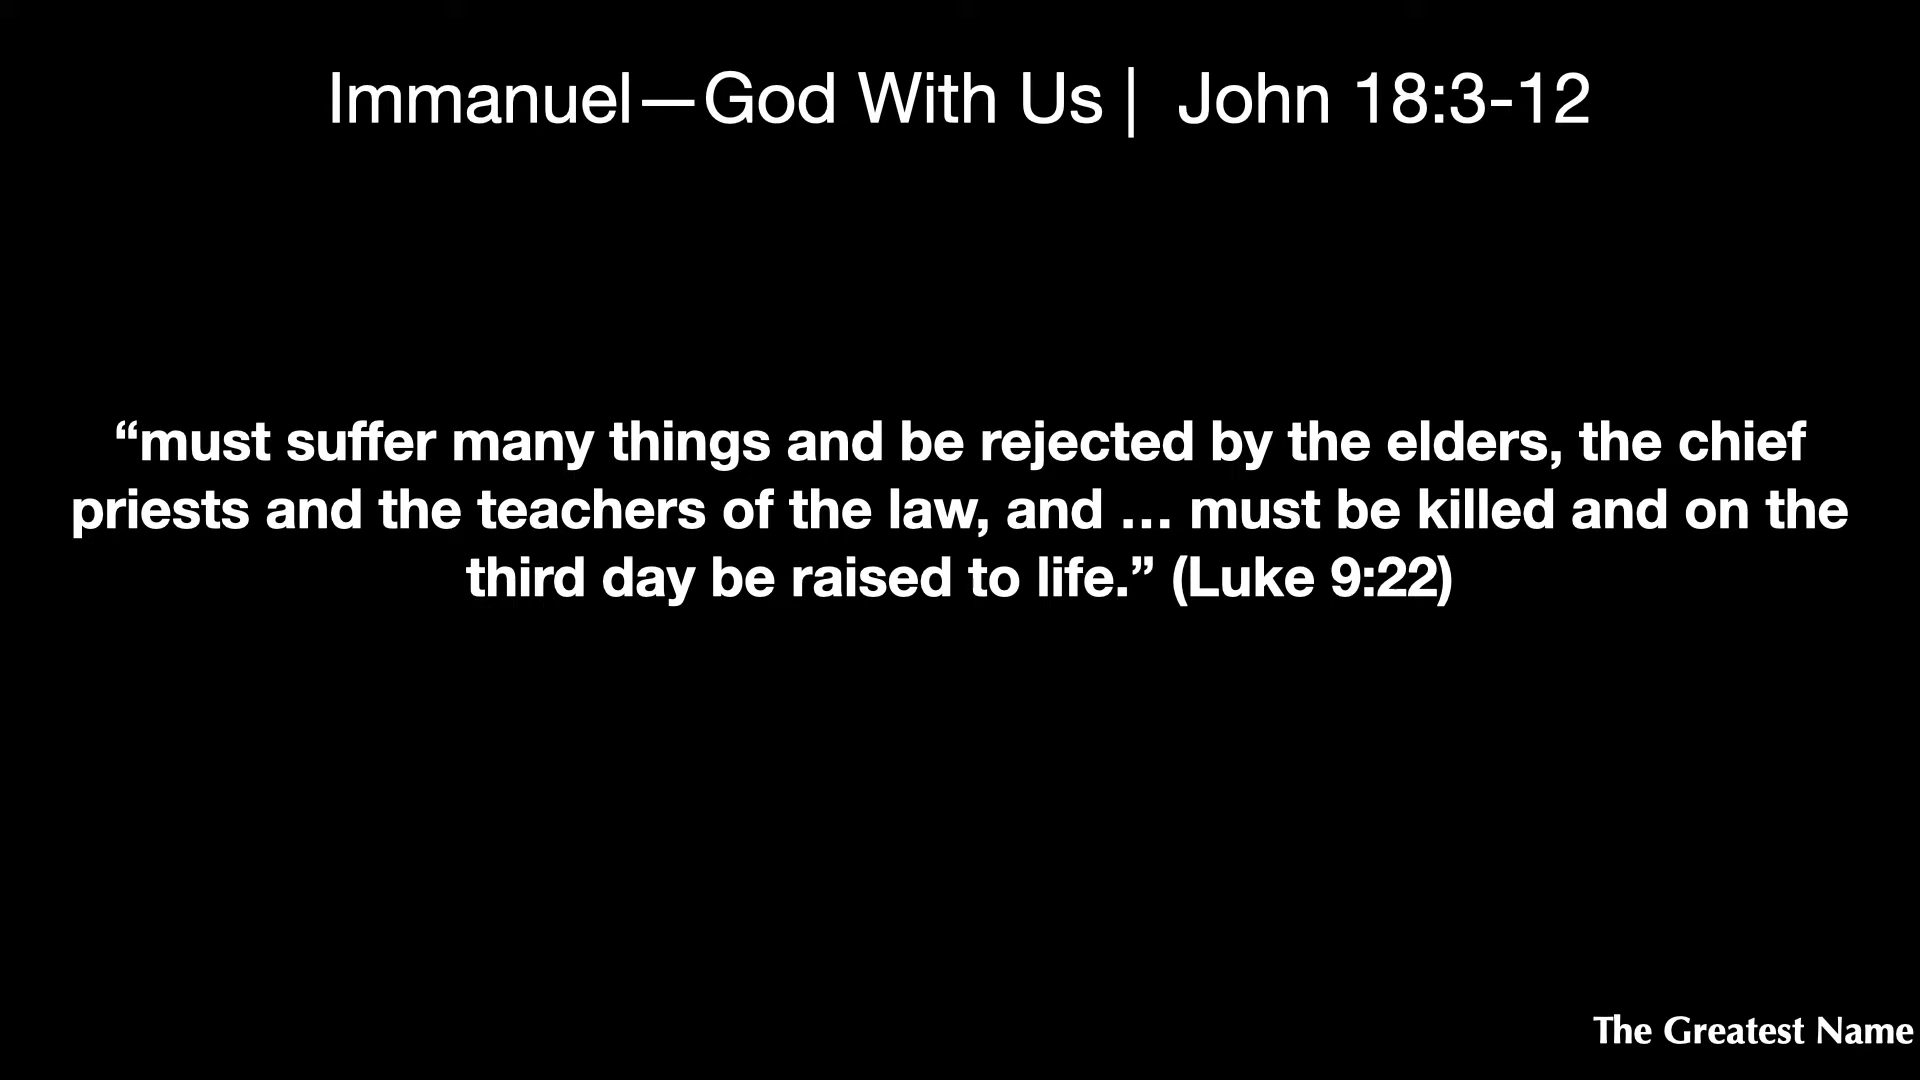 Immanuel—God With Us |  John 18:3-12
“must suffer many things and be rejected by the elders, the chief
priests and the teachers of the law, and … must be killed and on the
third day be raised to life.” (Luke 9:22)
The Greatest Name